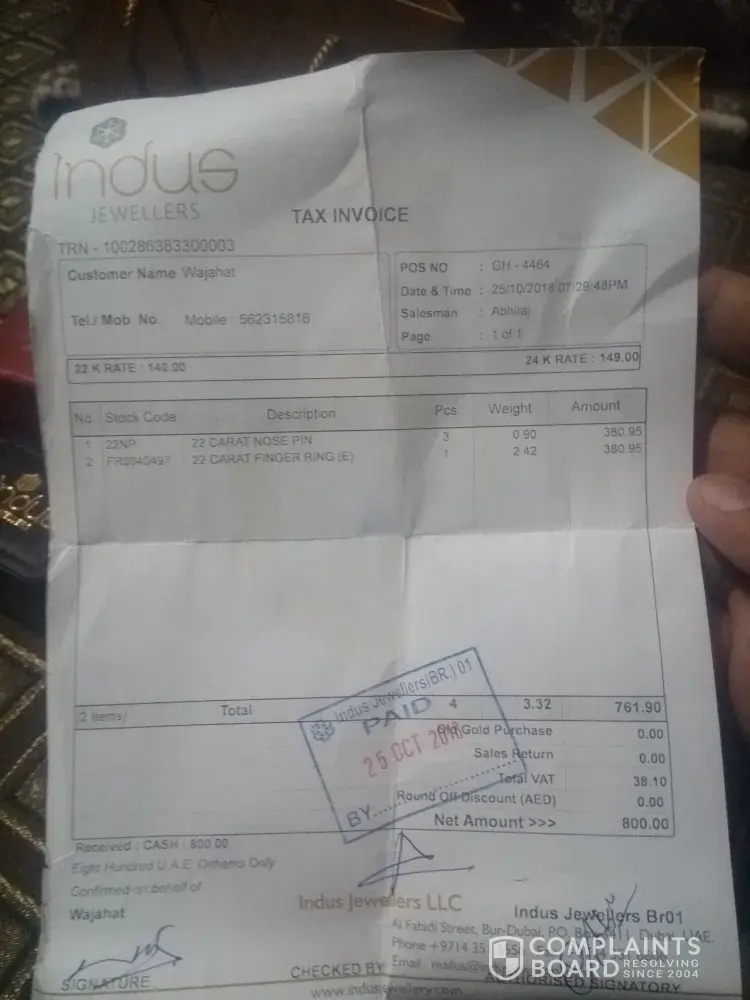 indus
JEWELLERS
TAX INVOICE
TRN - 100286383300003
Customer Name Wajahat
Tel./ Mob. No. Mobile : 562315816
POS NO : GH - 4464
Date & Time : 25/10/2018 07:29:48PM
Salesman : Abhiraj
Page : 1 of 1
22 K RATE : 140.00
24 K RATE : 149.00
No. Stock Code Description Pcs Weight Amount
1 22NP 22 CARAT NOSE PIN 3 0.90 380.95
2 FR0040497 22 CARAT FINGER RING (E) 1 2.42 380.95
2 Items/ Total 4 3.32 761.90
Indus Jewellers(BR.) 01
PAID
25 OCT 2018
BY
Old Gold Purchase 0.00
Sales Return 0.00
Total VAT 38.10
Round Off Discount (AED) 0.00
Net Amount >>> 800.00
Received : CASH : 800.00
Eight Hundred U.A.E. Dirhams Only
Confirmed on behalf of
Wajahat
SIGNATURE
Indus Jewellers LLC
CHECKED BY
Indus Jewellers Br01
Al Fahidi Street, Bur-Dubai, P.O. Dubai, UAE.
Phone +9714
Email
AUTHORISED SIGNATORY
COMPLAINTS
BOARD RESOLVING
SINCE 2004